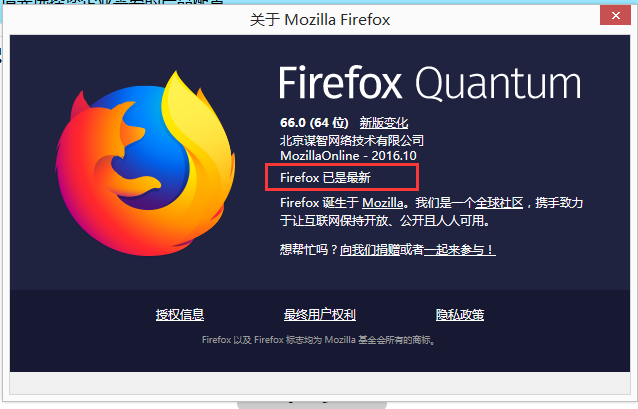 关于 Mozilla Firefox
Firefox Quantum
66.0 (64 位) 新版变化
北京谋智网络技术有限公司
MozillaOnline - 2016.10
Firefox 已是最新
Firefox 诞生于 Mozilla。我们是一个全球社区，携手致力
于让互联网保持开放、公开且人人可用。
想帮忙吗？向我们捐赠或者一起来参与！
授权信息 最终用户权利 隐私政策
Firefox 以及 Firefox 标志均为 Mozilla 基金会所有的商标。